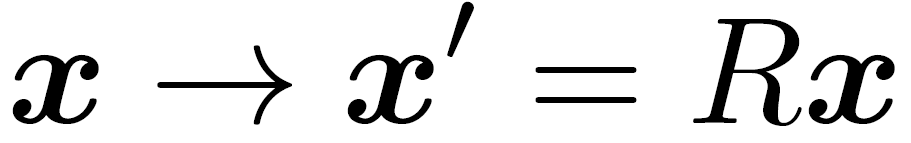 𝒙 → 𝒙′ = R𝒙